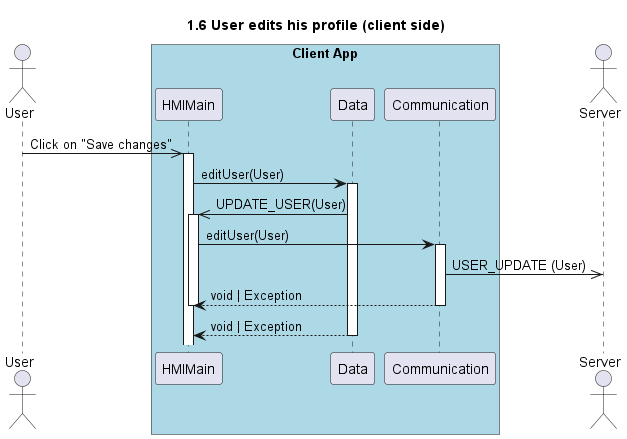 1.6 User edits his profile (client side)
Client App
User
HMIMain
Data
Communication
Server
Click on "Save changes"
editUser(User)
UPDATE_USER(User)
editUser(User)
USER_UPDATE (User)
void | Exception
void | Exception
User
HMIMain
Data
Communication
Server